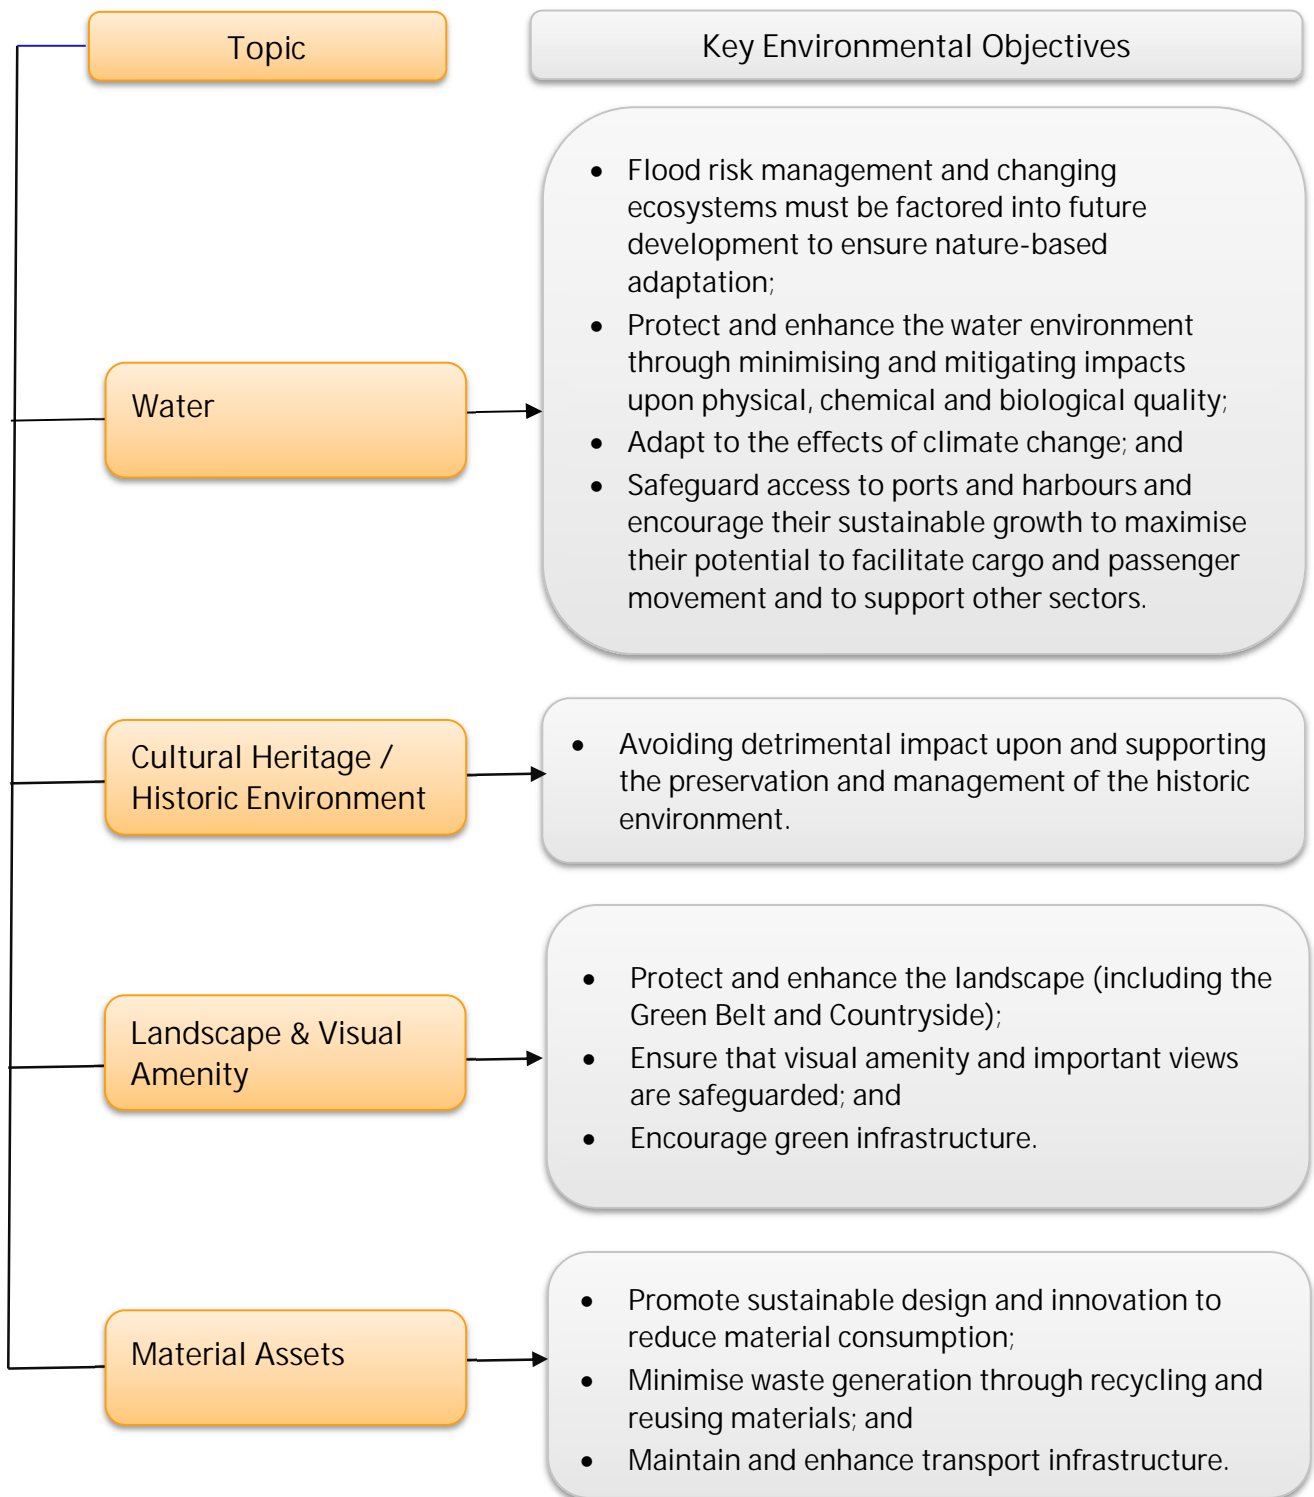 Topic
Key Environmental Objectives
Water
• Flood risk management and changing
ecosystems must be factored into future
development to ensure nature-based
adaptation;
• Protect and enhance the water environment
through minimising and mitigating impacts
upon physical, chemical and biological quality;
• Adapt to the effects of climate change; and
• Safeguard access to ports and harbours and
encourage their sustainable growth to maximise
their potential to facilitate cargo and passenger
movement and to support other sectors.
Cultural Heritage /
Historic Environment
• Avoiding detrimental impact upon and supporting
the preservation and management of the historic
environment.
Landscape & Visual
Amenity
• Protect and enhance the landscape (including the
Green Belt and Countryside);
• Ensure that visual amenity and important views
are safeguarded; and
• Encourage green infrastructure.
Material Assets
• Promote sustainable design and innovation to
reduce material consumption;
• Minimise waste generation through recycling and
reusing materials; and
• Maintain and enhance transport infrastructure.